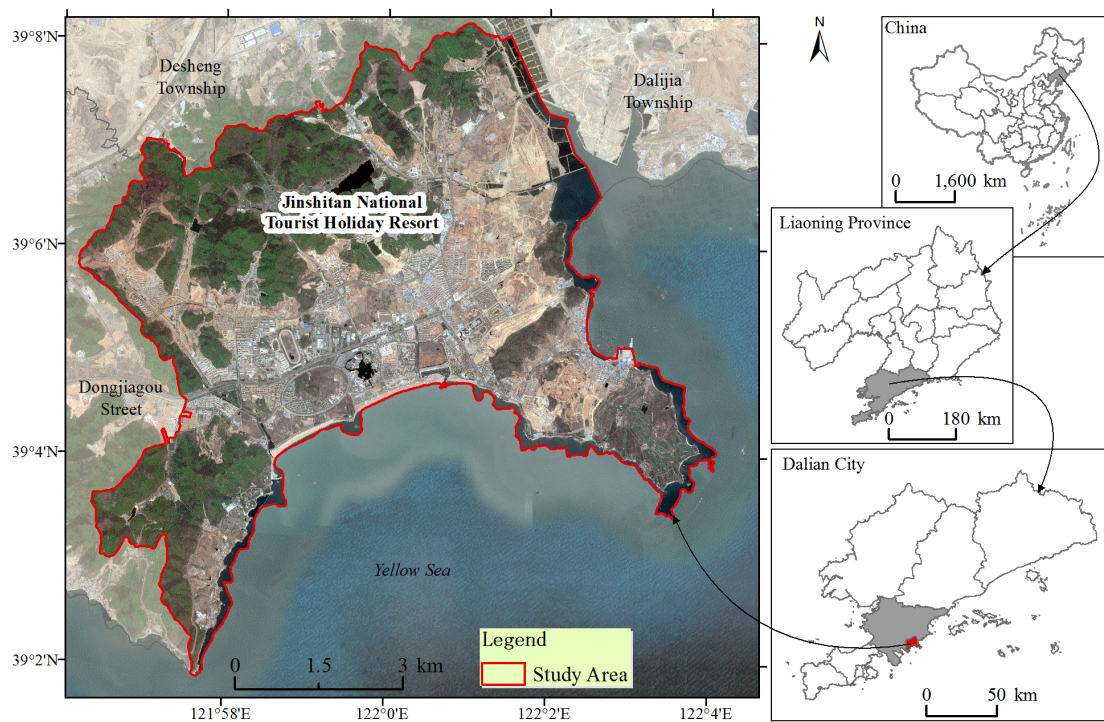 39°8'N
39°6'N
39°4'N
39°2'N
Desheng
Township
Dalijia
Township
Jinshitan National
Tourist Holiday Resort
Dongjiagou
Street
Yellow Sea
Legend
Study Area
0 1.5 3 km
121°58'E
122°0'E
122°2'E
122°4'E
N
China
0 1,600 km
Liaoning Province
0 180 km
Dalian City
0 50 km